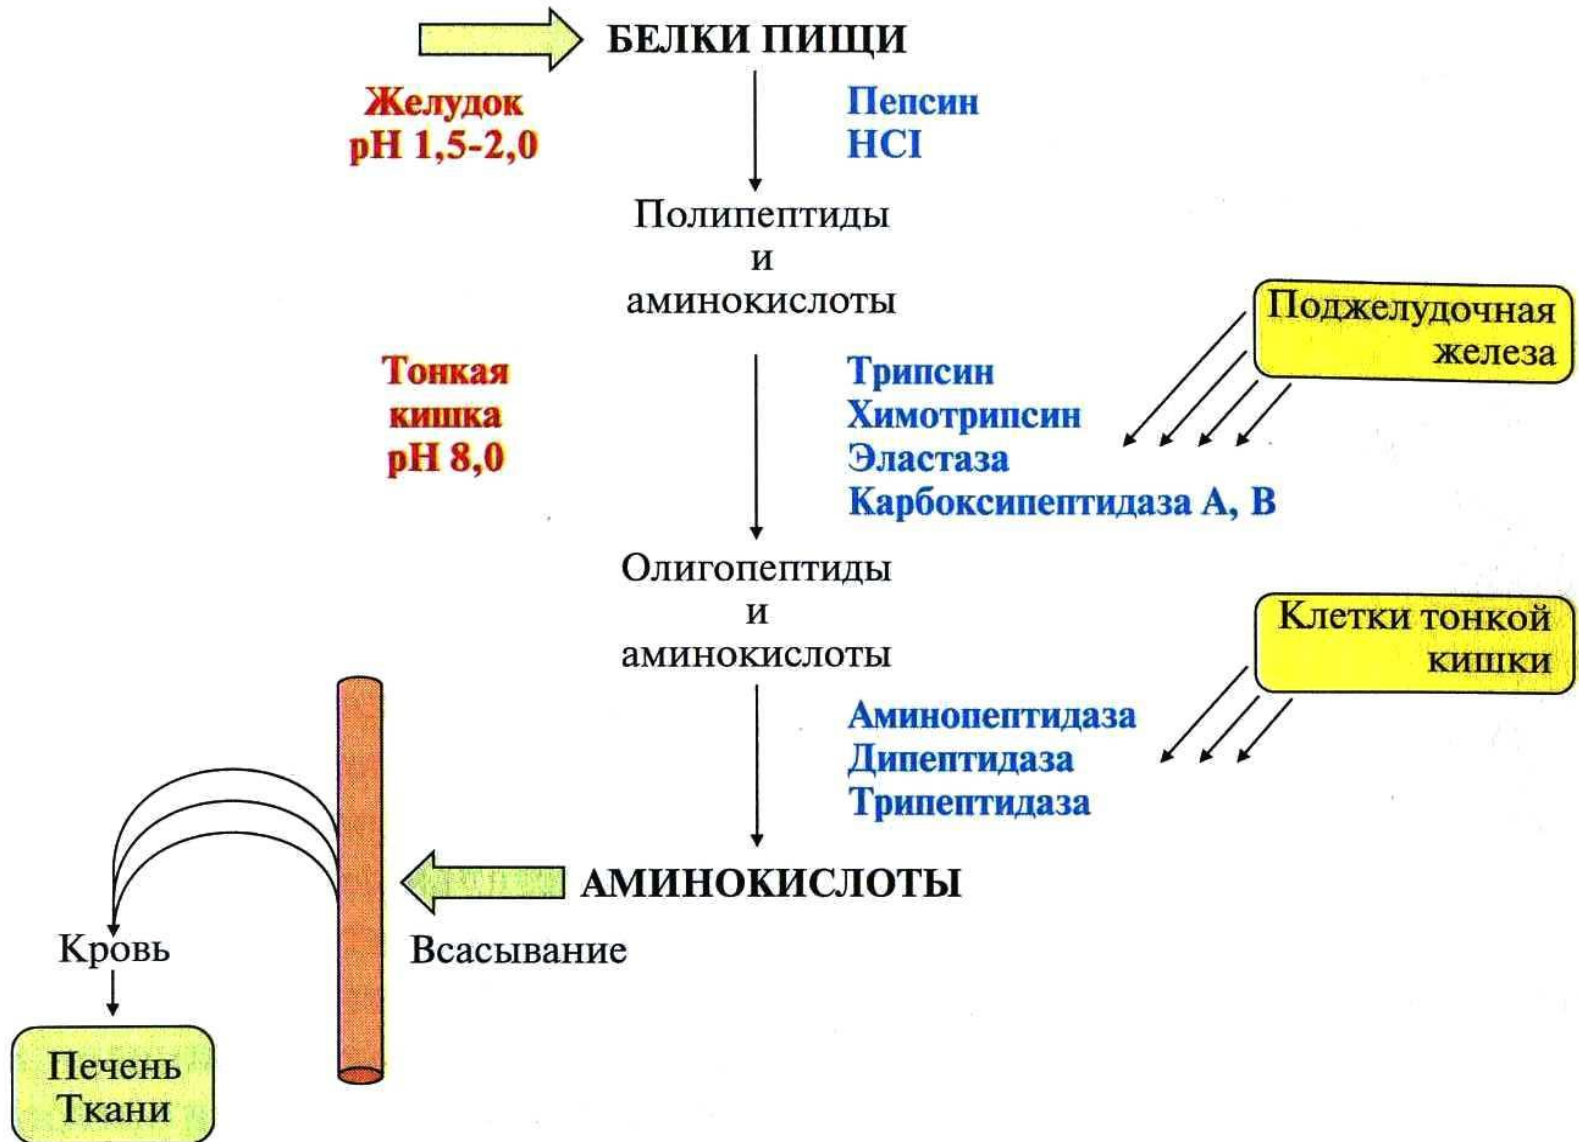 БЕЛКИ ПИЩИ
Желудок
pH 1,5-2,0
Пепсин
HCI
Полипептиды
и
аминокислоты
Поджелудочная
железа
Тонкая
кишка
pH 8,0
Трипсин
Химотрипсин
Эластаза
Карбоксипептидаза А, В
Олигопептиды
и
аминокислоты
Клетки тонкой
кишки
Аминопептидаза
Дипептидаза
Трипептидаза
АМИНОКИСЛОТЫ
Всасывание
Кровь
Печень
Ткани